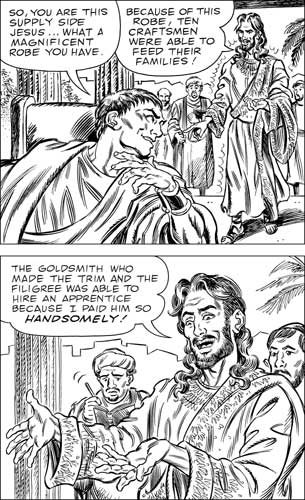 SO, YOU ARE THIS
SUPPLY SIDE
JESUS... WHAT A
MAGNIFICENT
ROBE YOU HAVE.
BECAUSE OF THIS
ROBE, TEN
CRAFTSMEN
WERE ABLE TO
FEED THEIR
FAMILIES!
THE GOLDSMITH WHO
MADE THE TRIM AND THE
FILIGREE WAS ABLE TO
HIRE AN APPRENTICE
BECAUSE I PAID HIM SO
HANDSOMELY!